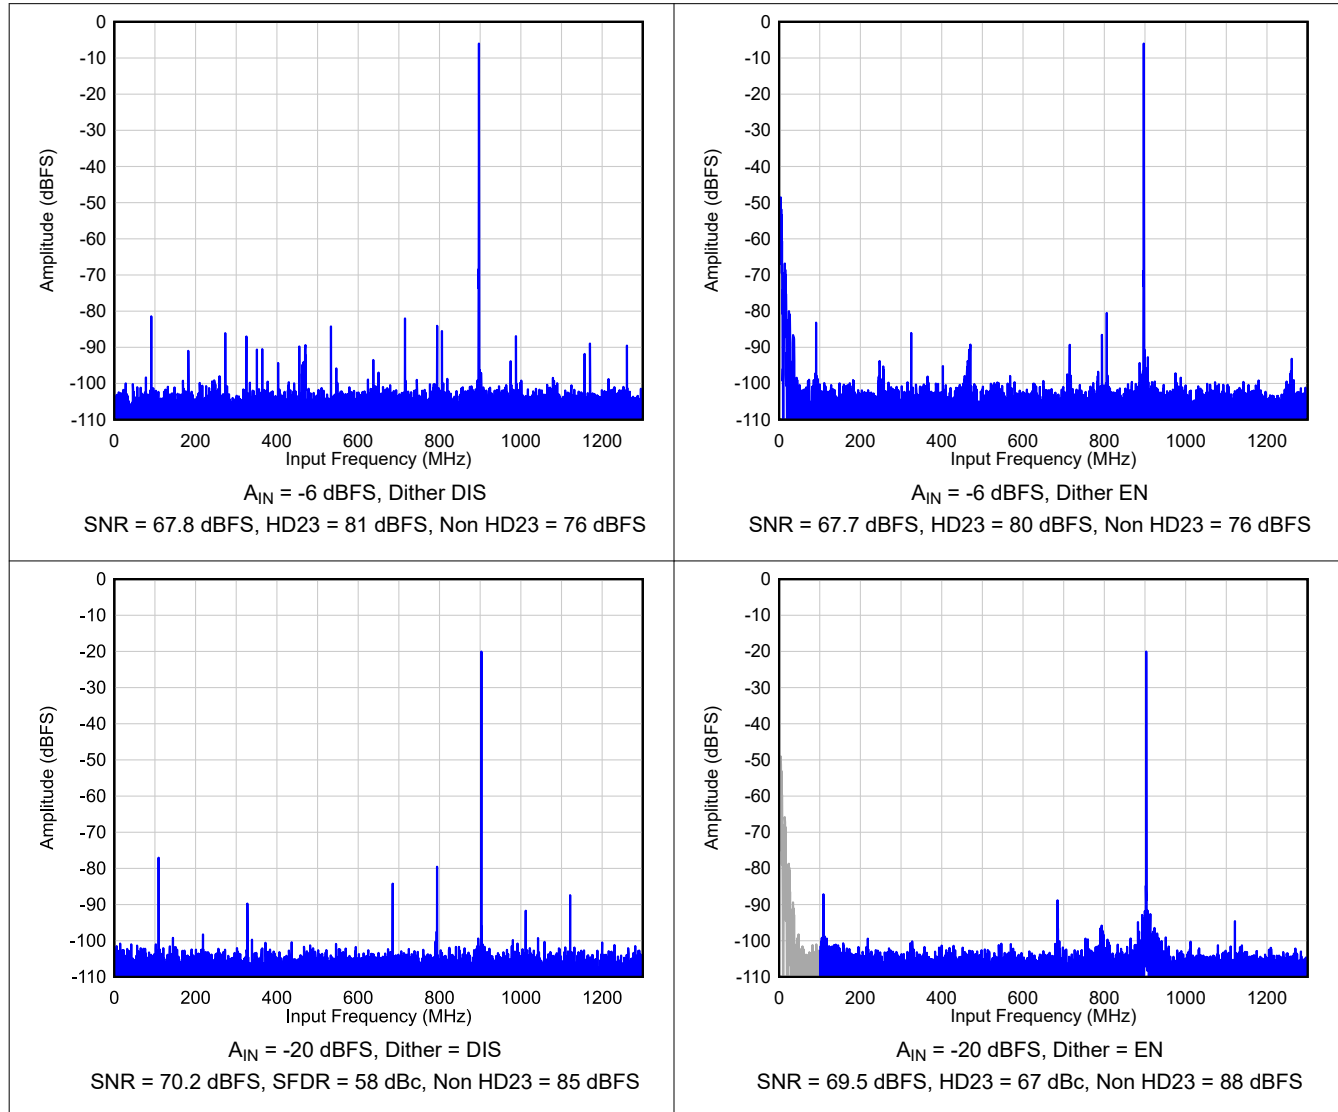 0
-10
-20
-30
-40
-50
-60
-70
-80
-90
-100
-110
Amplitude (dBFS)
0 200 400 600 800 1000 1200
Input Frequency (MHz)
A_IN = -6 dBFS, Dither DIS
SNR = 67.8 dBFS, HD23 = 81 dBFS, Non HD23 = 76 dBFS
0
-10
-20
-30
-40
-50
-60
-70
-80
-90
-100
-110
Amplitude (dBFS)
0 200 400 600 800 1000 1200
Input Frequency (MHz)
A_IN = -6 dBFS, Dither EN
SNR = 67.7 dBFS, HD23 = 80 dBFS, Non HD23 = 76 dBFS
0
-10
-20
-30
-40
-50
-60
-70
-80
-90
-100
-110
Amplitude (dBFS)
0 200 400 600 800 1000 1200
Input Frequency (MHz)
A_IN = -20 dBFS, Dither = DIS
SNR = 70.2 dBFS, SFDR = 58 dBc, Non HD23 = 85 dBFS
0
-10
-20
-30
-40
-50
-60
-70
-80
-90
-100
-110
Amplitude (dBFS)
0 200 400 600 800 1000 1200
Input Frequency (MHz)
A_IN = -20 dBFS, Dither = EN
SNR = 69.5 dBFS, HD23 = 67 dBc, Non HD23 = 88 dBFS